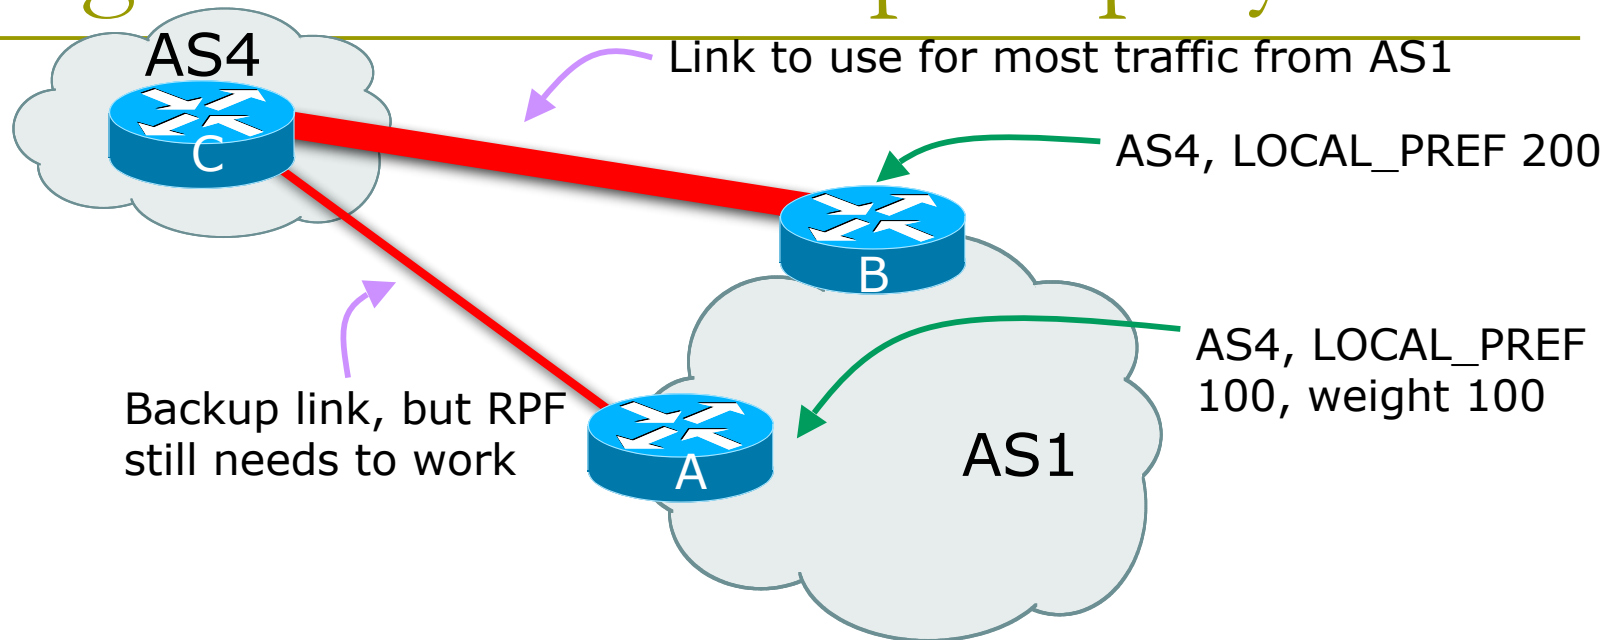 AS4
Link to use for most traffic from AS1
C
AS4, LOCAL_PREF 200
B
AS4, LOCAL_PREF
100, weight 100
Backup link, but RPF
still needs to work
A
AS1